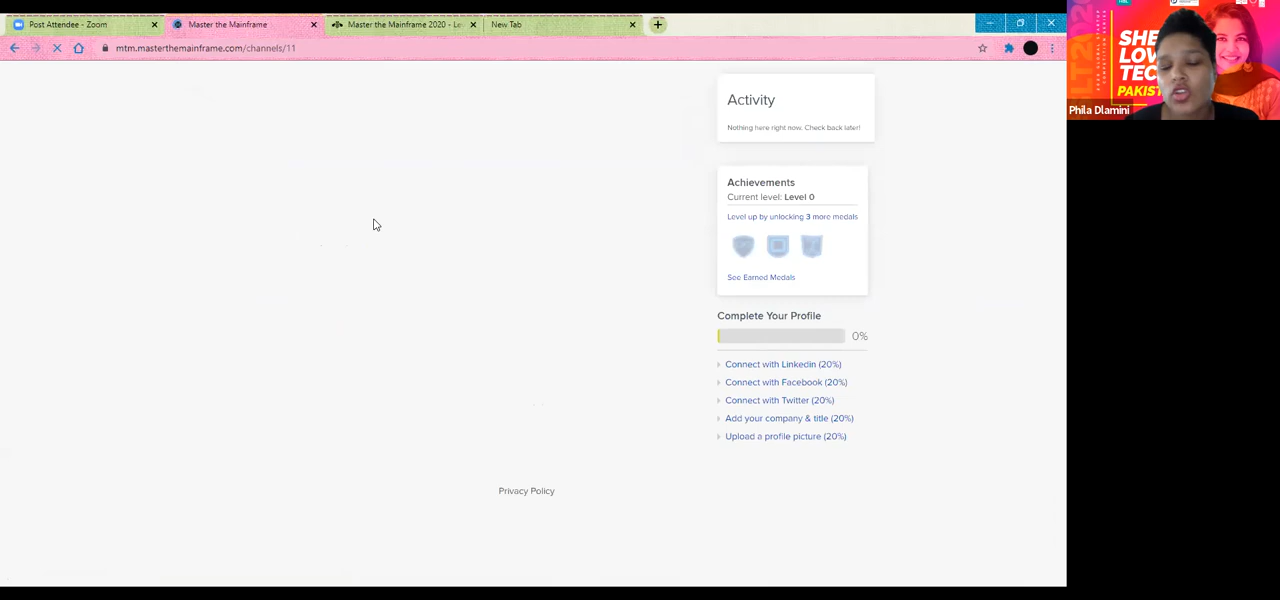 Post Attendee - Zoom
Master the Mainframe
Master the Mainframe 2020 - Le
New Tab
mtm.masterthemainframe.com/channels/11
Activity
Nothing here right now. Check back later!
Achievements
Current level: Level 0
Level up by unlocking 3 more medals
See Earned Medals
Complete Your Profile
0%
Connect with Linkedin (20%)
Connect with Facebook (20%)
Connect with Twitter (20%)
Add your company & title (20%)
Upload a profile picture (20%)
Privacy Policy
SHE
LOV
TEC
PAKIST
Phila Dlamini